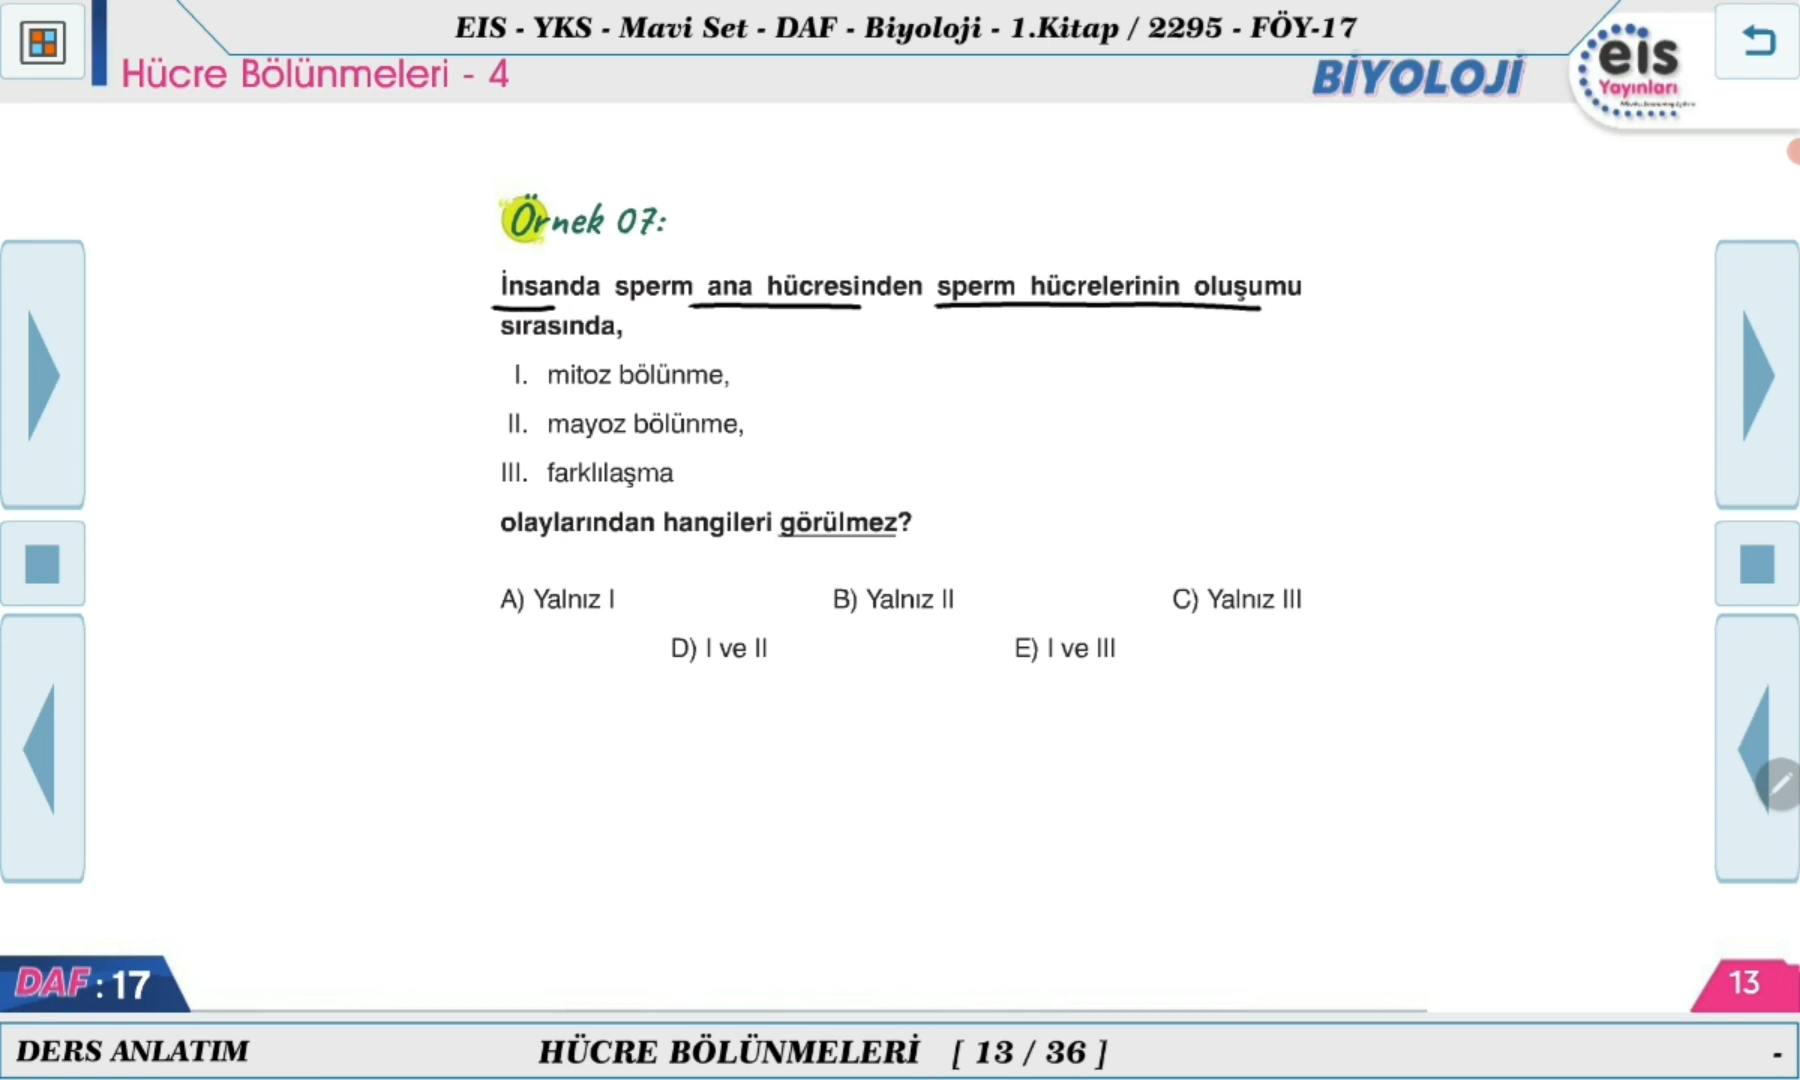 EIS - YKS - Mavi Set - DAF - Biyoloji - 1.Kitap / 2295 - FÖY-17
Hücre Bölünmeleri - 4
BİYOLOJİ
eis
Yayınları
Örnek 07:
İnsanda sperm ana hücresinden sperm hücrelerinin oluşumu
sırasında,
I. mitoz bölünme,
II. mayoz bölünme,
III. farklılaşma
olaylarından hangileri görülmez?
A) Yalnız I B) Yalnız II C) Yalnız III
D) I ve II E) I ve III
DAF : 17
13
DERS ANLATIM HÜCRE BÖLÜNMELERİ [ 13 / 36 ] -